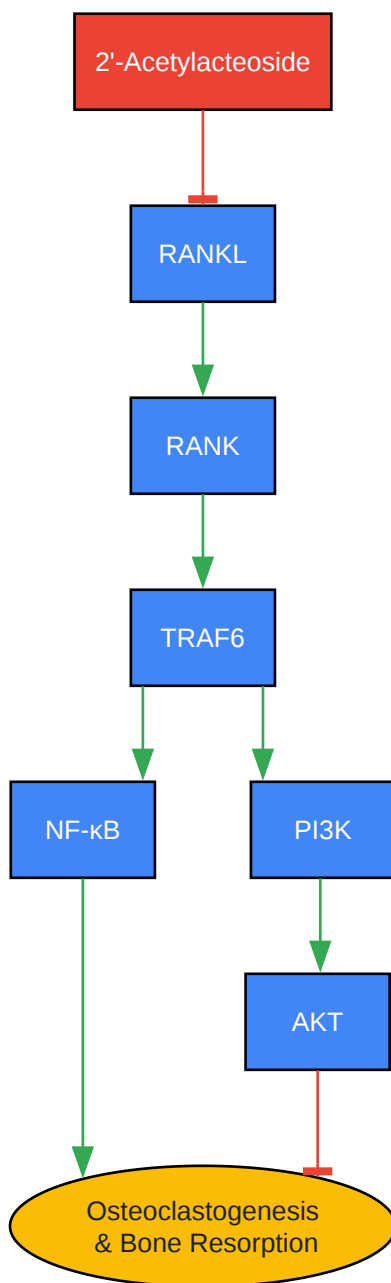 2'-Acetylacteoside
RANKL
RANK
TRAF6
NF-κB
PI3K
AKT
Osteoclastogenesis
& Bone Resorption